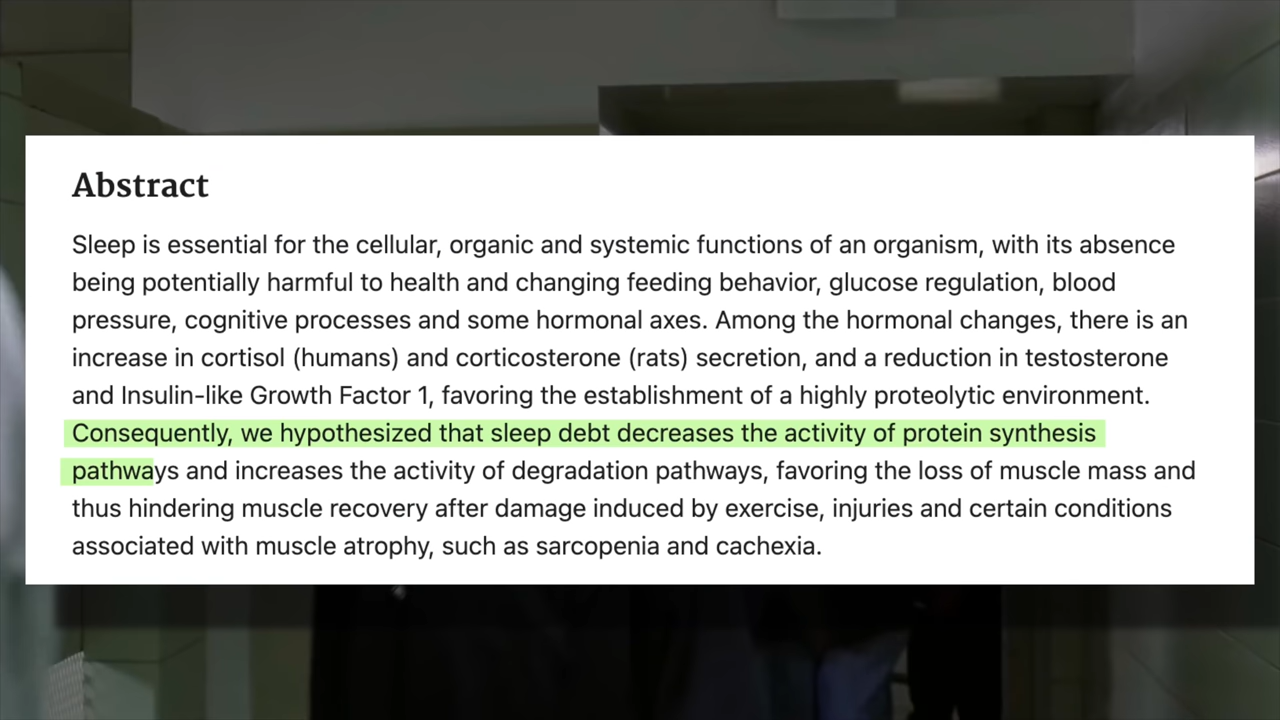 Abstract
Sleep is essential for the cellular, organic and systemic functions of an organism, with its absence
being potentially harmful to health and changing feeding behavior, glucose regulation, blood
pressure, cognitive processes and some hormonal axes. Among the hormonal changes, there is an
increase in cortisol (humans) and corticosterone (rats) secretion, and a reduction in testosterone
and Insulin-like Growth Factor 1, favoring the establishment of a highly proteolytic environment.
Consequently, we hypothesized that sleep debt decreases the activity of protein synthesis
pathways and increases the activity of degradation pathways, favoring the loss of muscle mass and
thus hindering muscle recovery after damage induced by exercise, injuries and certain conditions
associated with muscle atrophy, such as sarcopenia and cachexia.